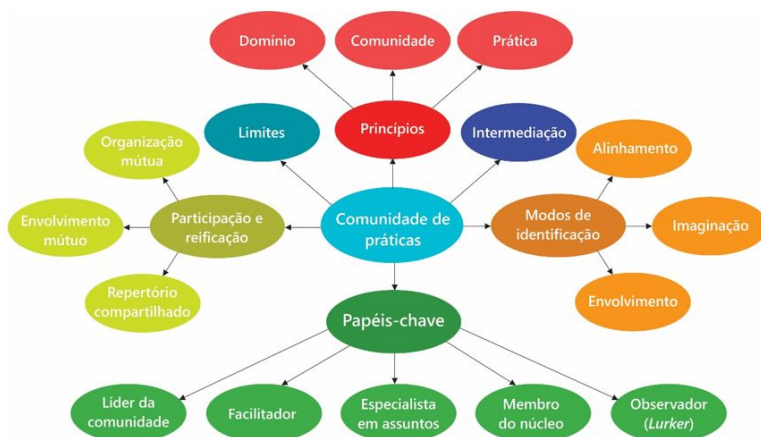 Domínio
Comunidade
Prática
Limites
Princípios
Intermediação
Organização
mútua
Alinhamento
Envolvimento
mútuo
Participação e
reificação
Comunidade de
práticas
Modos de
identificação
Imaginação
Repertório
compartilhado
Envolvimento
Papéis-chave
Líder da
comunidade
Facilitador
Especialista
em assuntos
Membro
do núcleo
Observador
(Lurker)